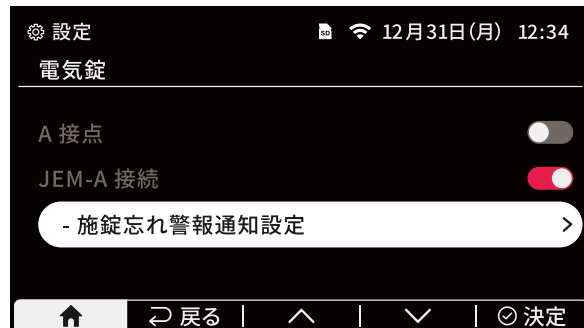 設定 SD 12月31日(月) 12:34
電気錠
A 接点
JEM-A 接続
- 施錠忘れ警報通知設定
戻る 決定